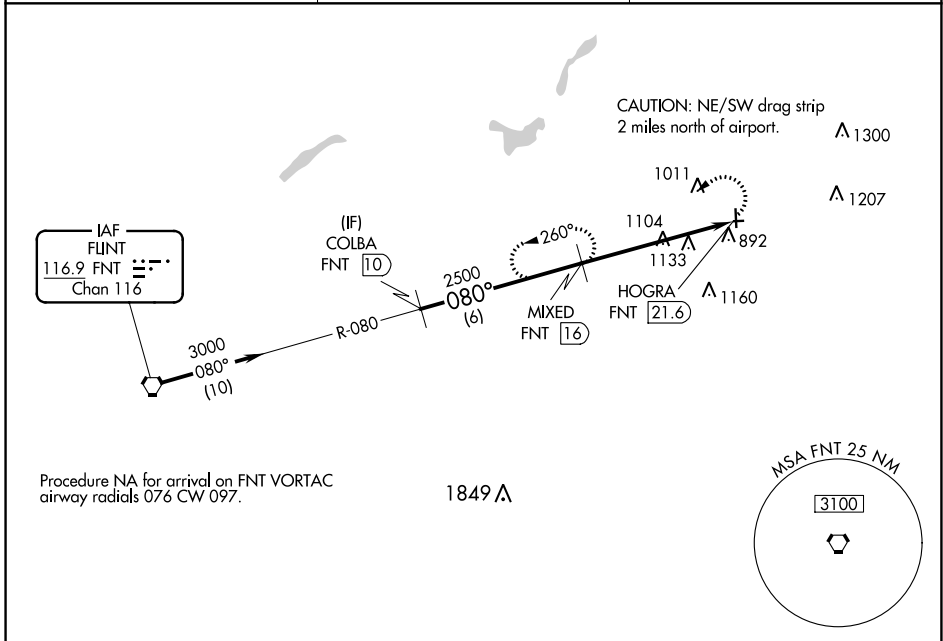 CAUTION: NE/SW drag strip
2 miles north of airport.
1300
1011
1207
1104
892
1133
1160
IAF
FLINT
116.9 FNT
Chan 116
(IF)
COLBA
FNT 10
260°
2500
080°
(6)
MIXED
FNT 16
HOGRA
FNT 21.6
R-080
3000
080°
(10)
Procedure NA for arrival on FNT VORTAC
airway radials 076 CW 097.
1849
MSA FNT 25 NM
3100